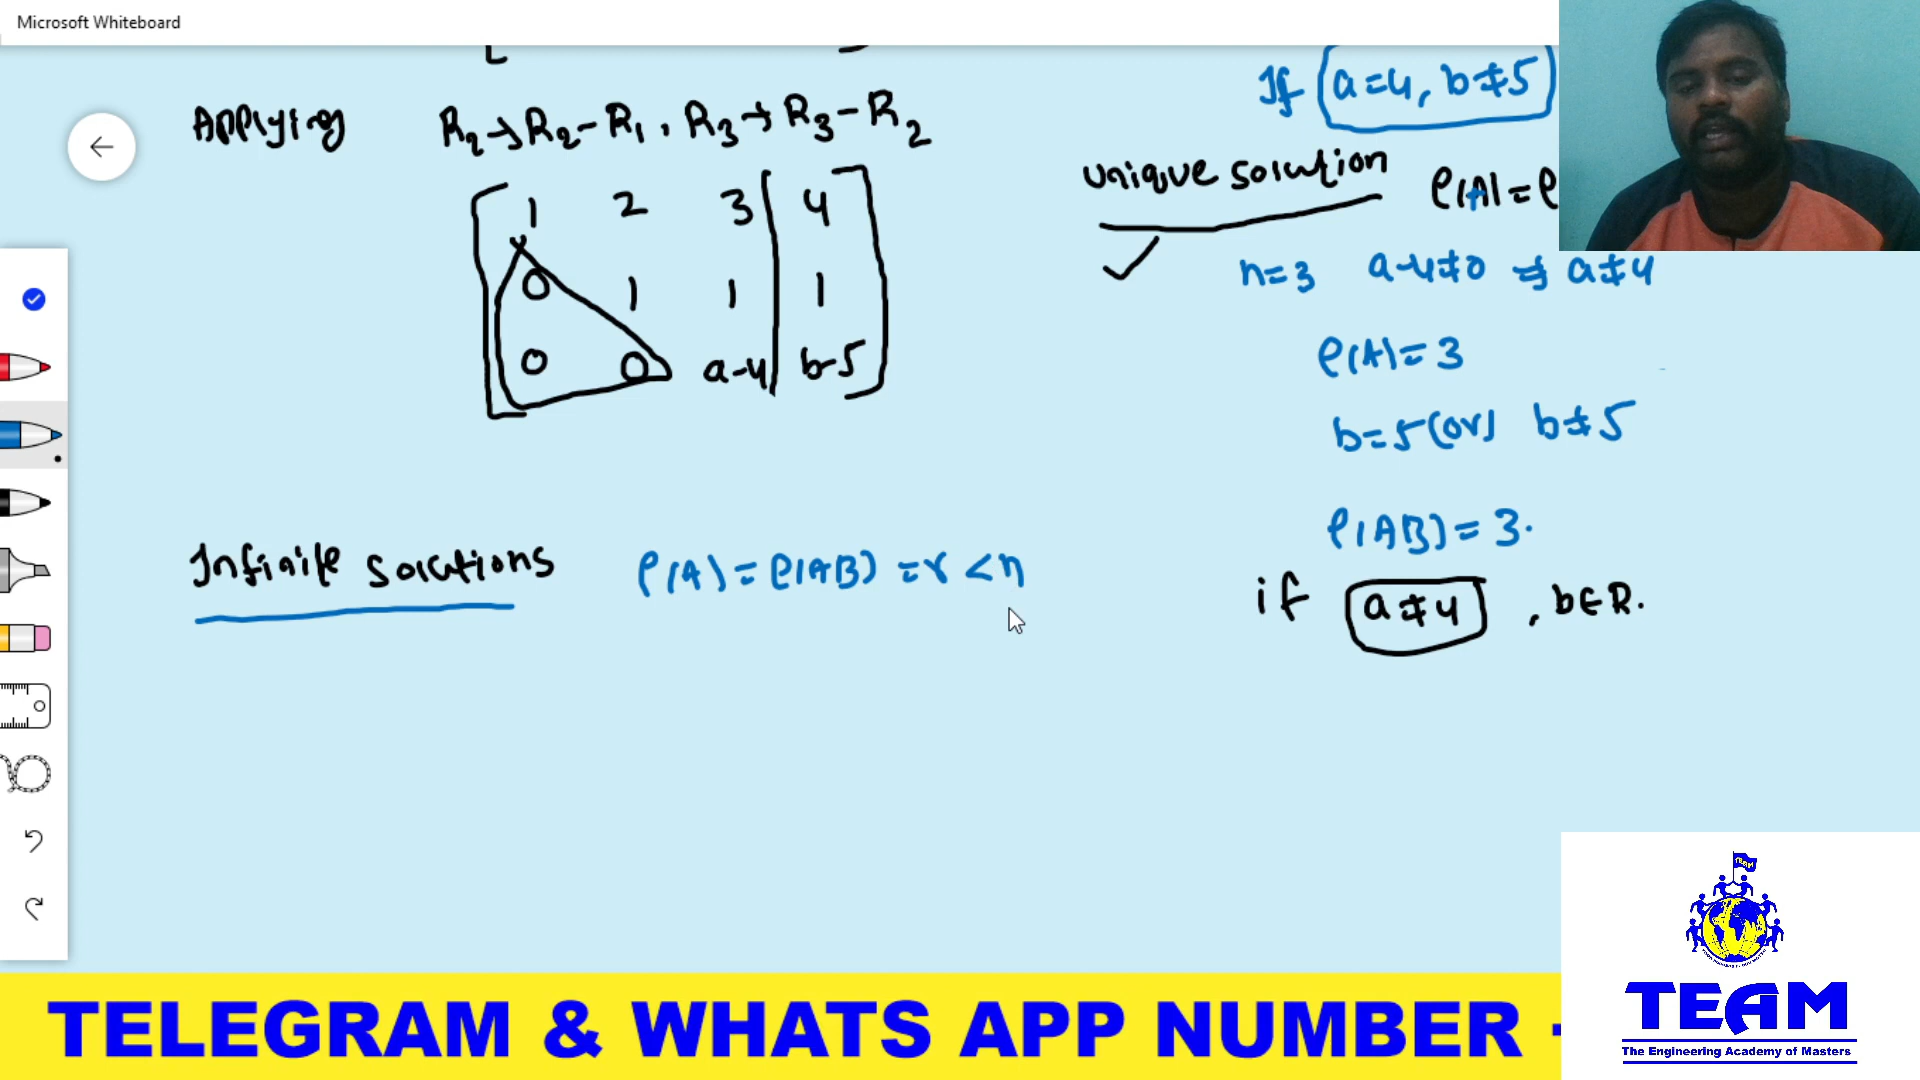 Microsoft Whiteboard
Applying R₂→R₂-R₁, R₃→R₃-R₂
1 2 3 | 4
0 1 1 | 1
0 0 a-4 | b-5
Infinite solutions ρ(A)=ρ(AB)=r<n
If a=4, b≠5
unique solution ρ(A)=ρ
n=3 a-4≠0 ⇒ a≠4
ρ(A)=3
b=5(or) b≠5
ρ(AB)=3.
if a≠4, b∈R.
TELEGRAM & WHATS APP NUMBER -
TEAM
TEAM
The Engineering Academy of Masters